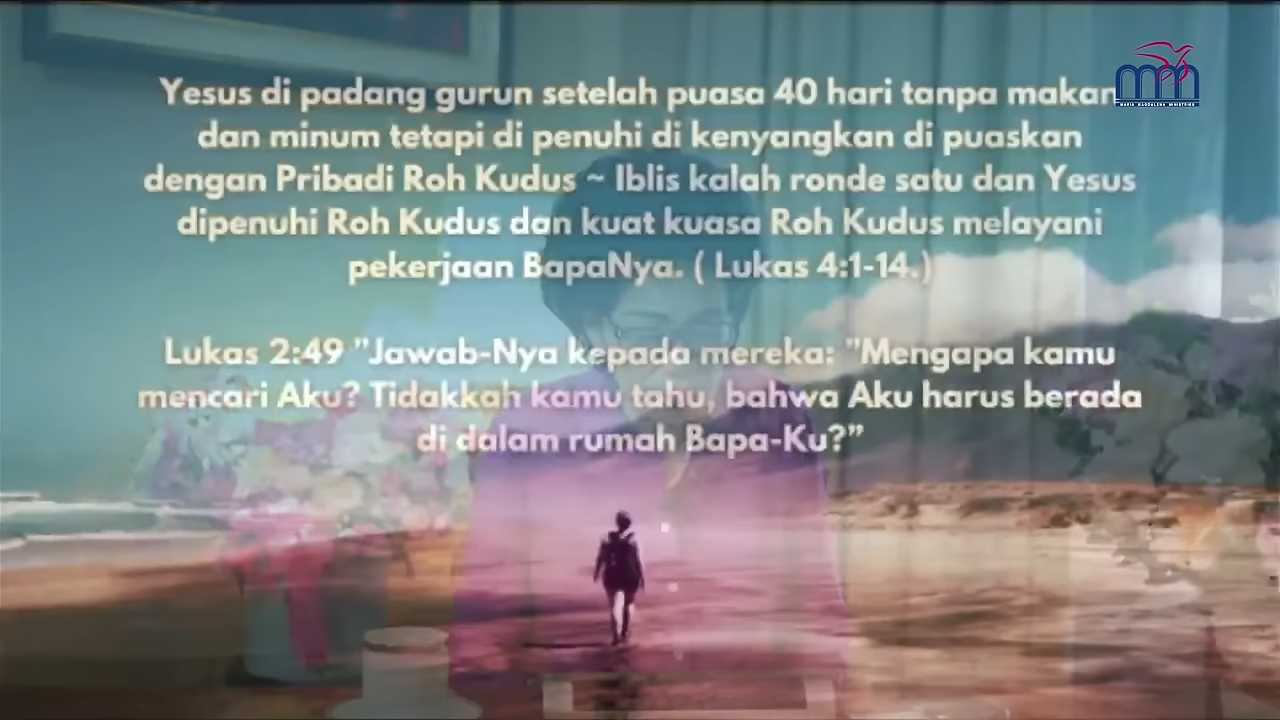 Yesus di padang gurun setelah puasa 40 hari tanpa makan
dan minum tetapi di penuhi di kenyangkan di puaskan
dengan Pribadi Roh Kudus ~ Iblis kalah ronde satu dan Yesus
dipenuhi Roh Kudus dan kuat kuasa Roh Kudus melayani
pekerjaan BapaNya. ( Lukas 4:1-14.)
Lukas 2:49 "Jawab-Nya kepada mereka: "Mengapa kamu
mencari Aku? Tidakkah kamu tahu, bahwa Aku harus berada
di dalam rumah Bapa-Ku?"
MARIA MAGDALENA MINISTRIES